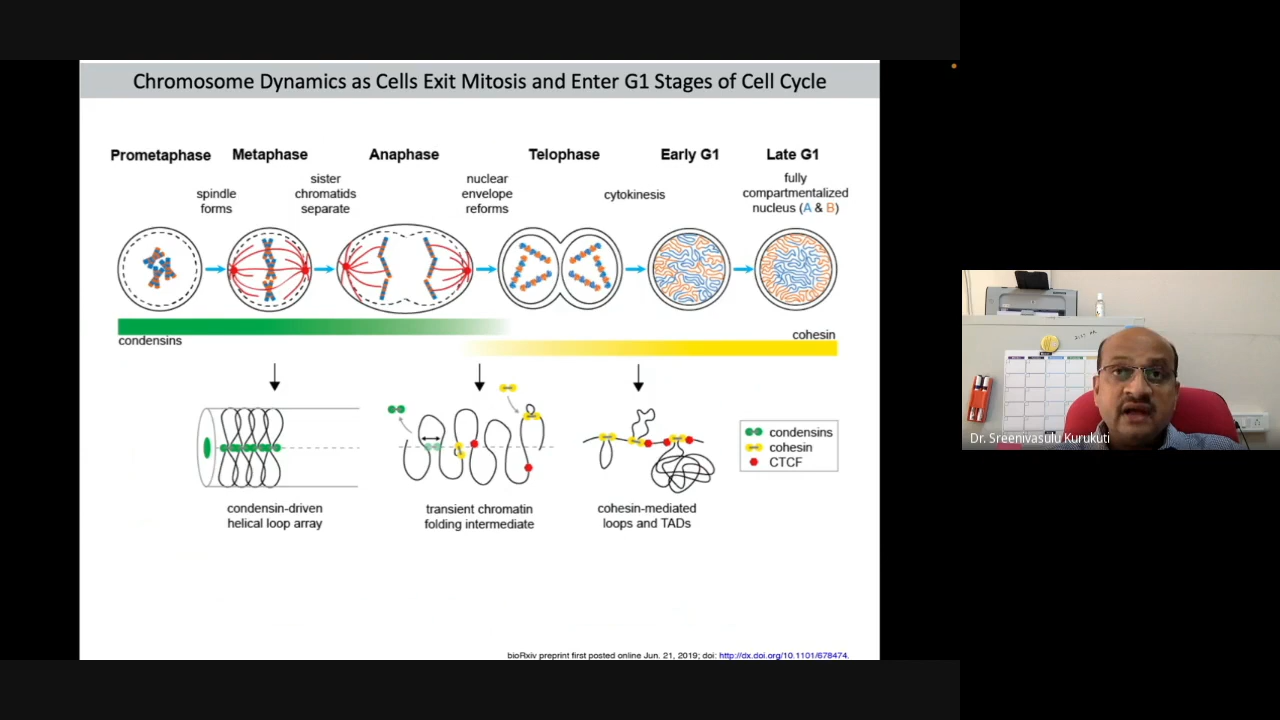 Chromosome Dynamics as Cells Exit Mitosis and Enter G1 Stages of Cell Cycle
Prometaphase
Metaphase
Anaphase
Telophase
Early G1
Late G1
spindle
forms
sister
chromatids
separate
nuclear
envelope
reforms
cytokinesis
fully
compartmentalized
nucleus (A & B)
condensins
cohesin
condensins
cohesin
CTCF
condensin-driven
helical loop array
transient chromatin
folding intermediate
cohesin-mediated
loops and TADs
bioRxiv preprint first posted online Jun. 21, 2019; doi: http://dx.doi.org/10.1101/678474.
Dr. Sreenivasulu Kurukuti